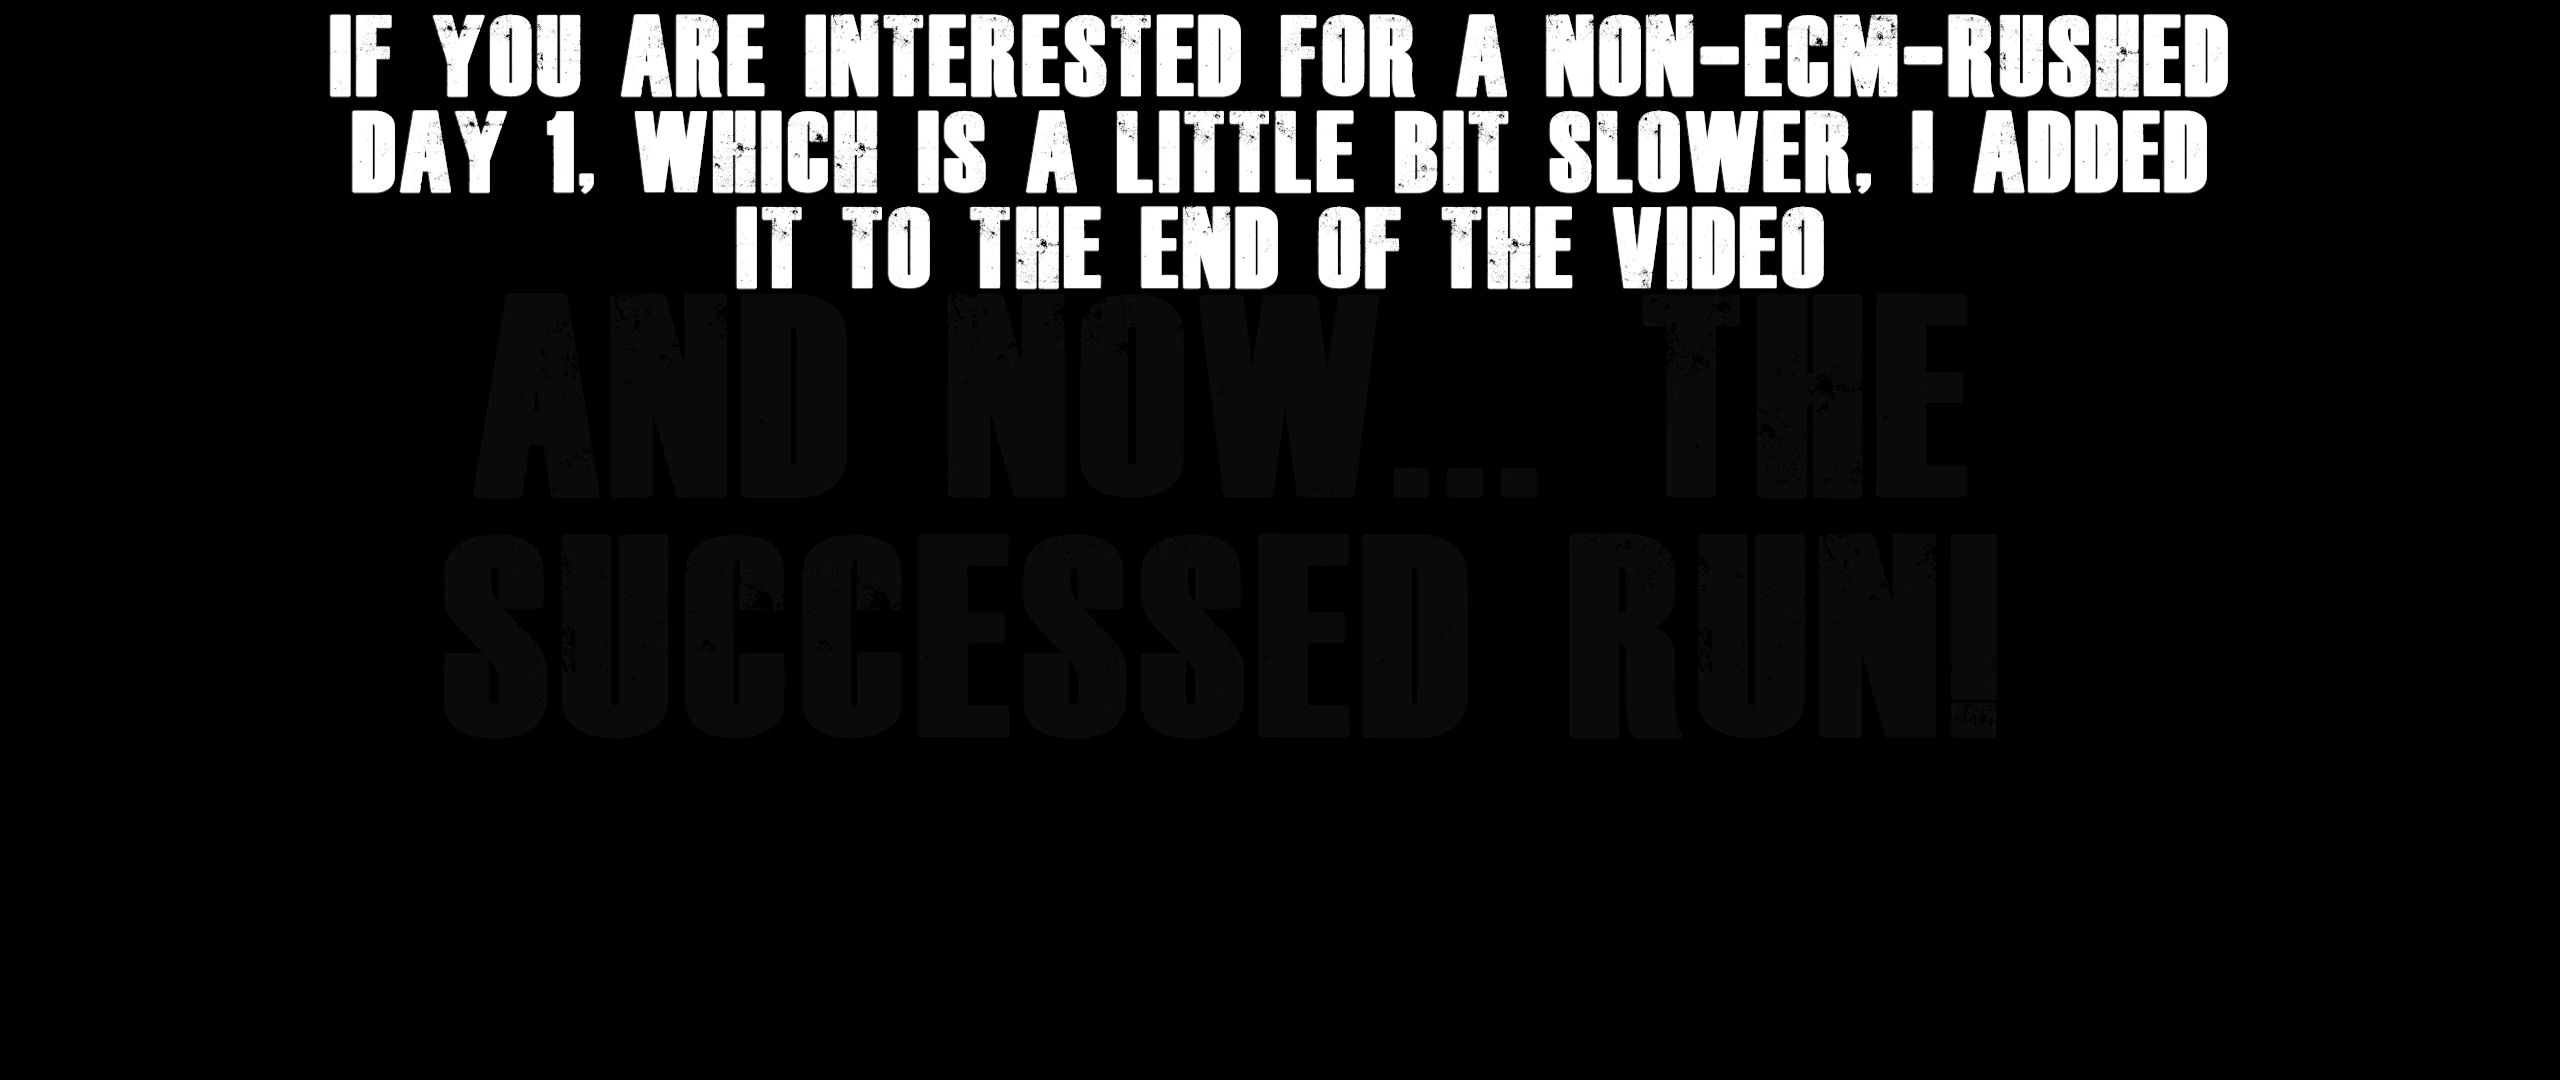 IF YOU ARE INTERESTED FOR A NON-ECM-RUSHED
DAY 1, WHICH IS A LITTLE BIT SLOWER, I ADDED
IT TO THE END OF THE VIDEO
AND NOW... THE
SUCCESSED RUN!